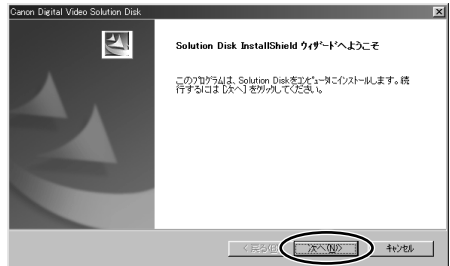 Canon Digital Video Solution Disk
Solution Disk InstallShield ウィザードへようこそ
このプログラムは、Solution Diskをコンピュータにインストールします。続
行するには [次へ] をクリックしてください。
< 戻る(B) 次へ(N)> キャンセル